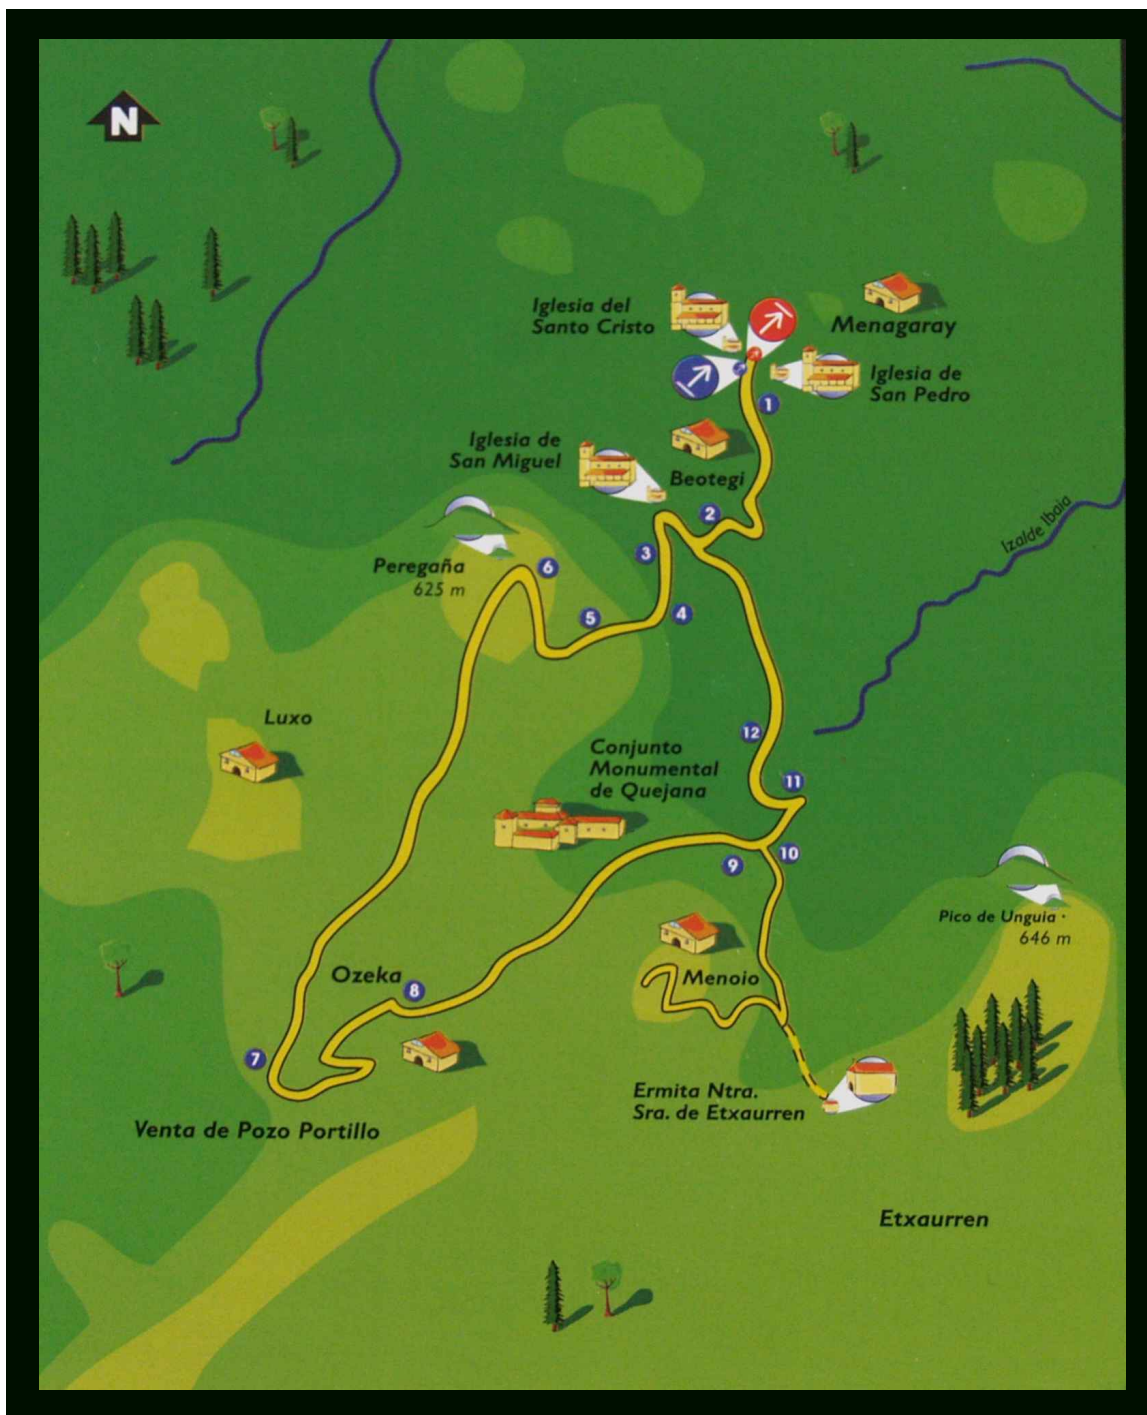 N
Iglesia del
Santo Cristo
Menagaray
Iglesia de
San Pedro
1
Iglesia de
San Miguel
Beotegi
2
Izalde Ibaia
3
Peregaña
625 m
6
5
4
Luxo
12
Conjunto
Monumental
de Quejana
11
9
10
Pico de Unguia ·
646 m
Ozeka
8
Menoio
7
Ermita Ntra.
Sra. de Etxaurren
Venta de Pozo Portillo
Etxaurren